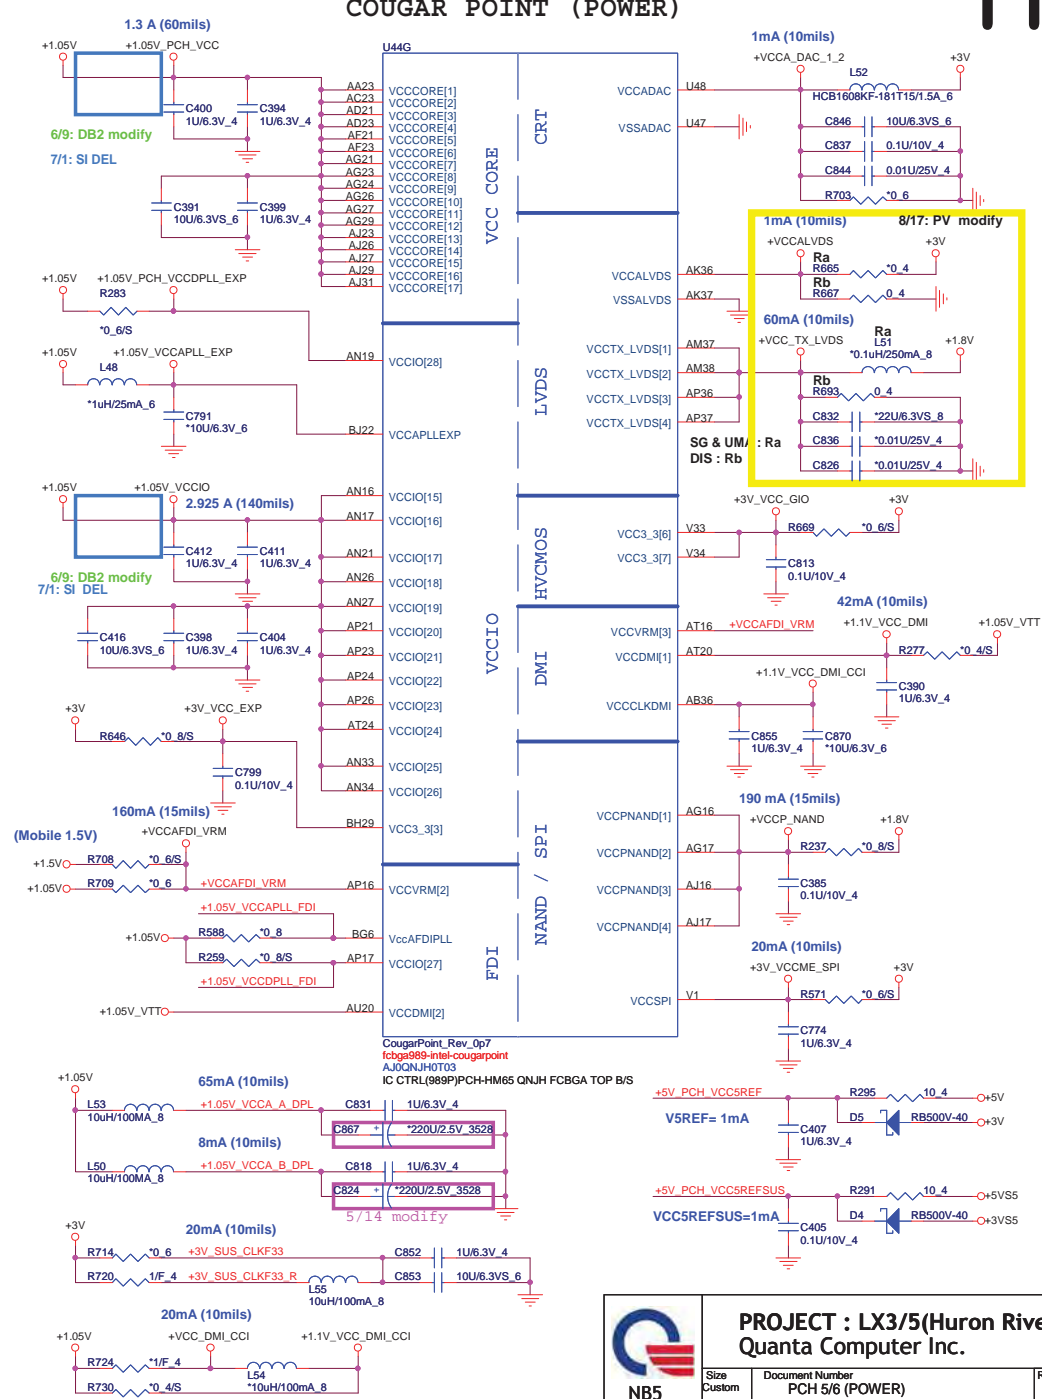 COUGAR POINT (POWER)
1.3 A (60mils)
+1.05V
+1.05V_PCH_VCC
C400
1U/6.3V_4
C394
1U/6.3V_4
6/9: DB2 modify
7/1: SI DEL
C391
10U/6.3VS_6
C399
1U/6.3V_4
+1.05V
+1.05V_PCH_VCCDPLL_EXP
R283
*0_6/S
+1.05V
+1.05V_VCCAPLL_EXP
L48
*1uH/25mA_6
C791
*10U/6.3V_6
+1.05V
+1.05V_VCCIO
2.925 A (140mils)
C412
1U/6.3V_4
C411
1U/6.3V_4
6/9: DB2 modify
7/1: SI DEL
C416
10U/6.3VS_6
C398
1U/6.3V_4
C404
1U/6.3V_4
+3V
+3V_VCC_EXP
R646
*0_8/S
C799
0.1U/10V_4
160mA (15mils)
(Mobile 1.5V)
+VCCAFDI_VRM
+1.5V
R708
*0_6/S
+1.05V
R709
*0_6
+VCCAFDI_VRM
+1.05V_VCCAPLL_FDI
+1.05V
R588
*0_8
R259
*0_8/S
+1.05V_VCCDPLL_FDI
+1.05V_VTT
U44G
AA23 VCCCORE[1]
AC23 VCCCORE[2]
AD21 VCCCORE[3]
AD23 VCCCORE[4]
AF21 VCCCORE[5]
AF23 VCCCORE[6]
AG21 VCCCORE[7]
AG23 VCCCORE[8]
AG24 VCCCORE[9]
AG26 VCCCORE[10]
AG27 VCCCORE[11]
AG29 VCCCORE[12]
AJ23 VCCCORE[13]
AJ26 VCCCORE[14]
AJ27 VCCCORE[15]
AJ29 VCCCORE[16]
AJ31 VCCCORE[17]
AN19 VCCIO[28]
BJ22 VCCAPLLEXP
AN16 VCCIO[15]
AN17 VCCIO[16]
AN21 VCCIO[17]
AN26 VCCIO[18]
AN27 VCCIO[19]
AP21 VCCIO[20]
AP23 VCCIO[21]
AP24 VCCIO[22]
AP26 VCCIO[23]
AT24 VCCIO[24]
AN33 VCCIO[25]
AN34 VCCIO[26]
BH29 VCC3_3[3]
AP16 VCCVRM[2]
BG6 VccAFDIPLL
AP17 VCCIO[27]
AU20 VCCDMI[2]
VCC CORE
VCCIO
FDI
CRT
LVDS
HVCMOS
DMI
NAND / SPI
VCCADAC U48
VSSADAC U47
VCCALVDS AK36
VSSALVDS AK37
VCCTX_LVDS[1] AM37
VCCTX_LVDS[2] AM38
VCCTX_LVDS[3] AP36
VCCTX_LVDS[4] AP37
VCC3_3[6] V33
VCC3_3[7] V34
VCCVRM[3] AT16
VCCDMI[1] AT20
VCCCLKDMI AB36
VCCPNAND[1] AG16
VCCPNAND[2] AG17
VCCPNAND[3] AJ16
VCCPNAND[4] AJ17
VCCSPI V1
CougarPoint_Rev_0p7
fcbga989-intel-cougarpoint
AJ0QNJH0T03
IC CTRL(989P)PCH-HM65 QNJH FCBGA TOP B/S
1mA (10mils)
+VCCA_DAC_1_2
L52
+3V
HCB1608KF-181T15/1.5A_6
C846 10U/6.3VS_6
C837 0.1U/10V_4
C844 0.01U/25V_4
R703 *0_6
1mA (10mils)
8/17: PV modify
+VCCALVDS
+3V
Ra
R665 *0_4
Rb
R667 0_4
60mA (10mils)
+VCC_TX_LVDS
Ra
L51
+1.8V
*0.1uH/250mA_8
Rb
R693 0_4
C832 *22U/6.3VS_8
C836 *0.01U/25V_4
C826 *0.01U/25V_4
SG & UMA : Ra
DIS : Rb
+3V_VCC_GIO
+3V
R669 *0_6/S
C813
0.1U/10V_4
42mA (10mils)
+VCCAFDI_VRM
+1.1V_VCC_DMI
+1.05V_VTT
R277 *0_4/S
C390
1U/6.3V_4
+1.1V_VCC_DMI_CCI
C855
1U/6.3V_4
C870
*10U/6.3V_6
190 mA (15mils)
+VCCP_NAND
+1.8V
R237 *0_8/S
C385
0.1U/10V_4
20mA (10mils)
+3V_VCCME_SPI
+3V
R571 *0_6/S
C774
1U/6.3V_4
+1.05V
65mA (10mils)
L53
10uH/100MA_8
+1.05V_VCCA_A_DPL
C831 1U/6.3V_4
C867 + *220U/2.5V_3528
8mA (10mils)
L50
10uH/100MA_8
+1.05V_VCCA_B_DPL
C818 1U/6.3V_4
C824 + *220U/2.5V_3528
5/14 modify
+3V
20mA (10mils)
R714 *0_6 +3V_SUS_CLKF33
C852 1U/6.3V_4
R720 1/F_4 +3V_SUS_CLKF33_R
L55
10uH/100mA_8
C853 10U/6.3VS_6
20mA (10mils)
+1.05V
+VCC_DMI_CCI
+1.1V_VCC_DMI_CCI
R724 *1/F_4
L54
*10uH/100mA_8
R730 *0_4/S
+5V_PCH_VCC5REF
R295 10_4 +5V
V5REF= 1mA
C407
1U/6.3V_4
D5 RB500V-40 +3V
+5V_PCH_VCC5REFSUS
R291 10_4 +5VS5
VCC5REFSUS=1mA
C405
0.1U/10V_4
D4 RB500V-40 +3VS5
NB5
PROJECT : LX3/5(Huron Rive
Quanta Computer Inc.
Size
Custom
Document Number
PCH 5/6 (POWER)
R